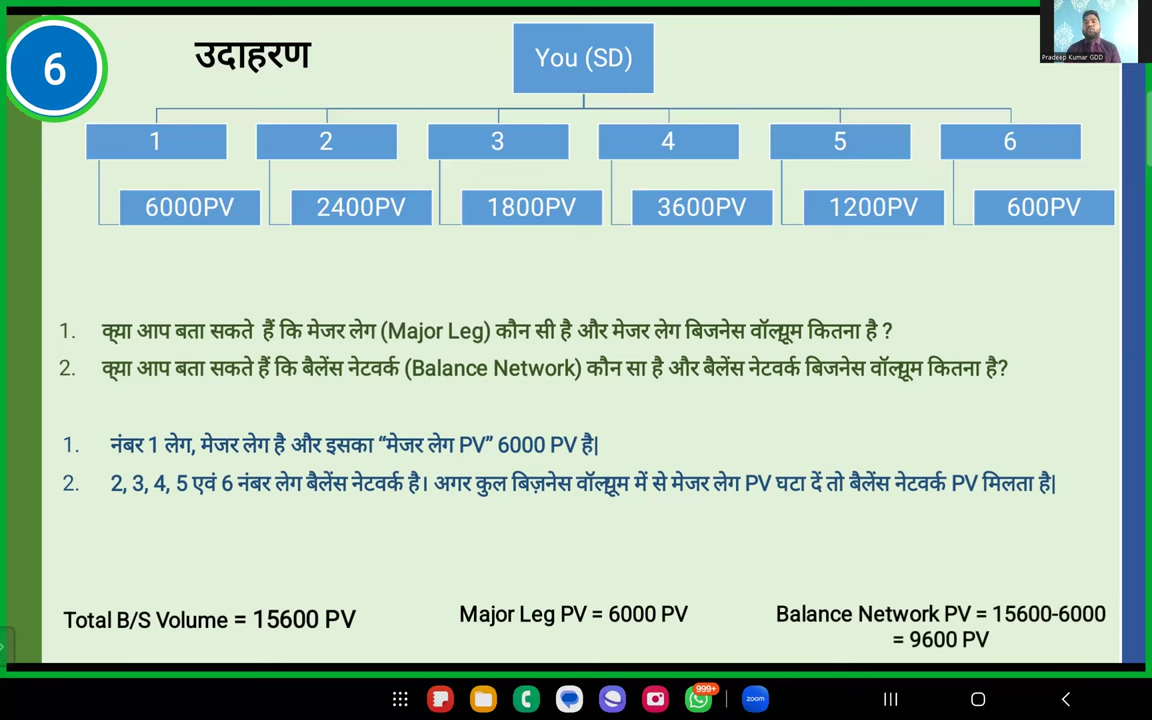 6
उदाहरण
You (SD)
Pradeep Kumar GDD
1 2 3 4 5 6
6000PV 2400PV 1800PV 3600PV 1200PV 600PV
1. क्या आप बता सकते हैं कि मेजर लेग (Major Leg) कौन सी है और मेजर लेग बिजनेस वॉल्यूम कितना है ?
2. क्या आप बता सकते हैं कि बैलेंस नेटवर्क (Balance Network) कौन सा है और बैलेंस नेटवर्क बिजनेस वॉल्यूम कितना है?
1. नंबर 1 लेग, मेजर लेग है और इसका “मेजर लेग PV” 6000 PV है|
2. 2, 3, 4, 5 एवं 6 नंबर लेग बैलेंस नेटवर्क है। अगर कुल बिज़नेस वॉल्यूम में से मेजर लेग PV घटा दें तो बैलेंस नेटवर्क PV मिलता है|
Total B/S Volume = 15600 PV
Major Leg PV = 6000 PV
Balance Network PV = 15600-6000
= 9600 PV
999+
zoom